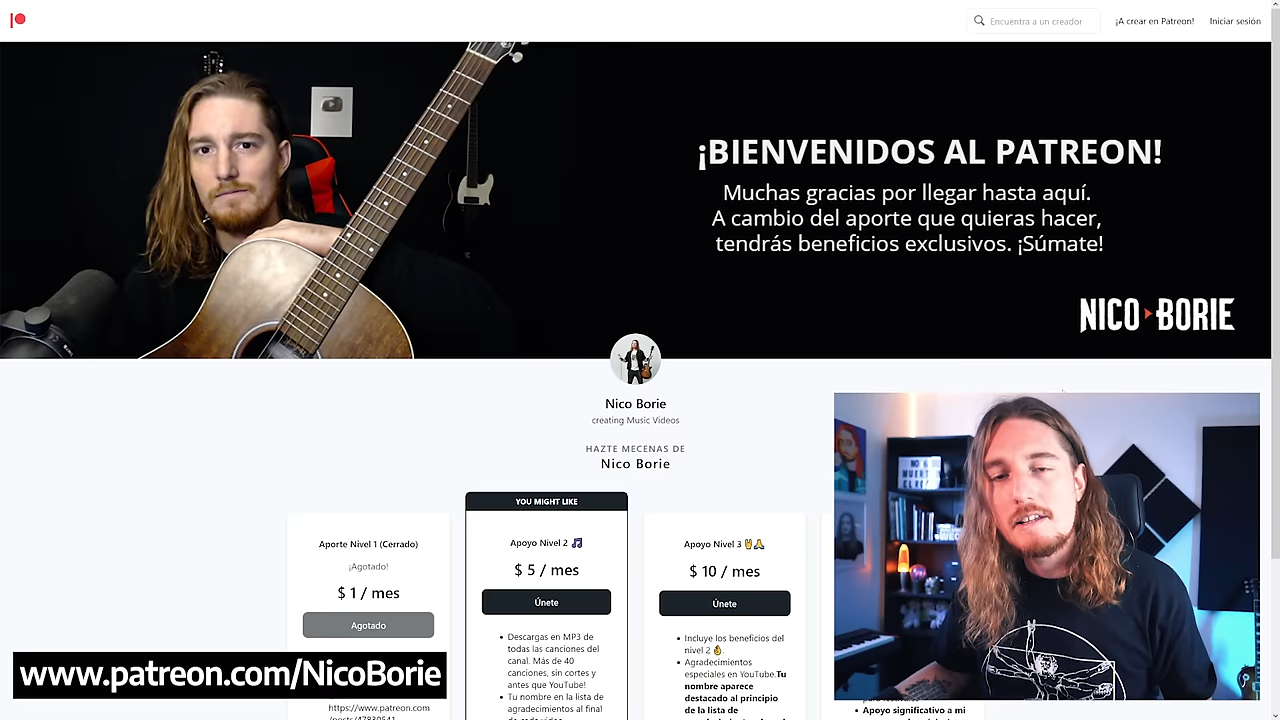 Encuentra a un creador
¡A crear en Patreon!
Iniciar sesión
¡BIENVENIDOS AL PATREON!
Muchas gracias por llegar hasta aquí.
A cambio del aporte que quieras hacer,
tendrás beneficios exclusivos. ¡Súmate!
NICO BORIE
Nico Borie
creating Music Videos
HAZTE MECENAS DE
Nico Borie
Aporte Nivel 1 (Cerrado)
¡Agotado!
$ 1 / mes
Agotado
https://www.patreon.com
YOU MIGHT LIKE
Apoyo Nivel 2
$ 5 / mes
Únete
Descargas en MP3 de
todas las canciones del
canal. Más de 40
canciones, sin cortes y
antes que YouTube!
Tu nombre en la lista de
agradecimientos al final
Apoyo Nivel 3
$ 10 / mes
Únete
Incluye los beneficios del
nivel 2
Agradecimientos
especiales en YouTube.Tu
nombre aparece
destacado al principio
de la lista de
Apoyo significativo a mi
www.patreon.com/NicoBorie